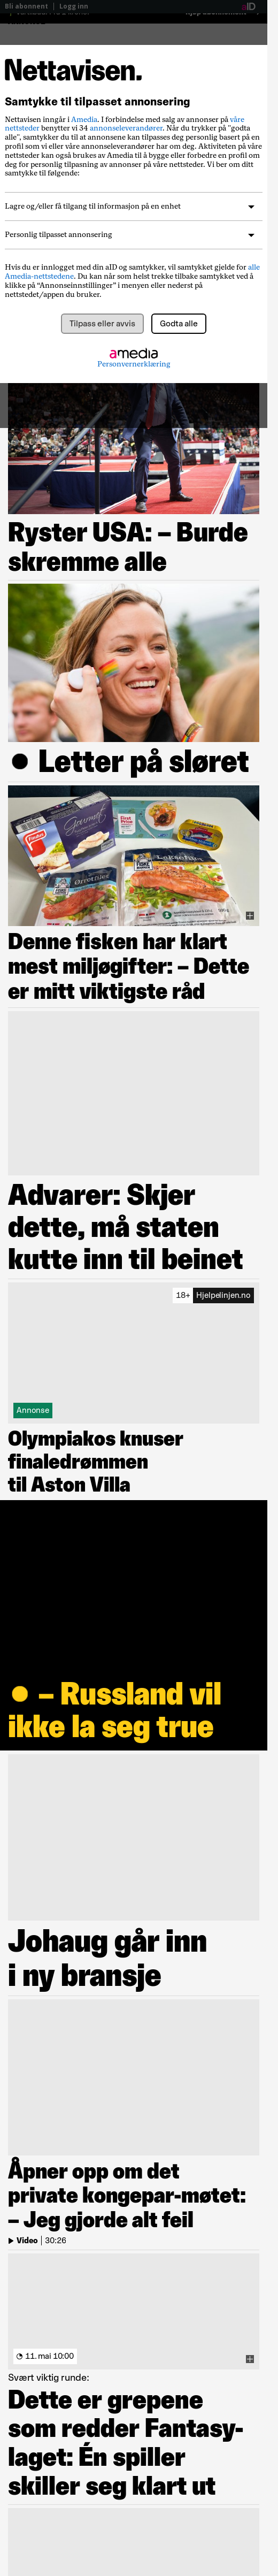 Bli abonnent | Logg inn
aID
Nettavisen.
Samtykke til tilpasset annonsering
Nettavisen inngår i Amedia. I forbindelse med salg av annonser på våre
nettsteder benytter vi 34 annonseleverandører. Når du trykker på "godta
alle", samtykker du til at annonser kan tilpasses deg personlig basert på en
profil som vi eller våre annonseleverandører har om deg. Aktiviteten på våre
nettsteder kan også brukes av Amedia til å bygge eller forbedre en profil om
deg for personlig tilpasning av annonser på våre nettsteder. Vi ber om ditt
samtykke til følgende:
Lagre og/eller få tilgang til informasjon på en enhet
Personlig tilpasset annonsering
Hvis du er innlogget med din aID og samtykker, vil samtykket gjelde for alle
Amedia-nettstedene. Du kan når som helst trekke tilbake samtykket ved å
klikke på “Annonseinnstillinger” i menyen eller nederst på
nettstedet/appen du bruker.
Tilpass eller avvis
Godta alle
amedia
Personvernerklæring
Ryster USA: – Burde
skremme alle
● Letter på sløret
Denne fisken har klart
mest miljøgifter: – Dette
er mitt viktigste råd
Advarer: Skjer
dette, må staten
kutte inn til beinet
18+ Hjelpelinjen.no
Annonse
Olympiakos knuser
finaledrømmen
til Aston Villa
● – Russland vil
ikke la seg true
Johaug går inn
i ny bransje
Åpner opp om det
private kongepar-møtet:
– Jeg gjorde alt feil
Video | 30:26
11. mai 10:00
Svært viktig runde:
Dette er grepene
som redder Fantasy-
laget: Én spiller
skiller seg klart ut